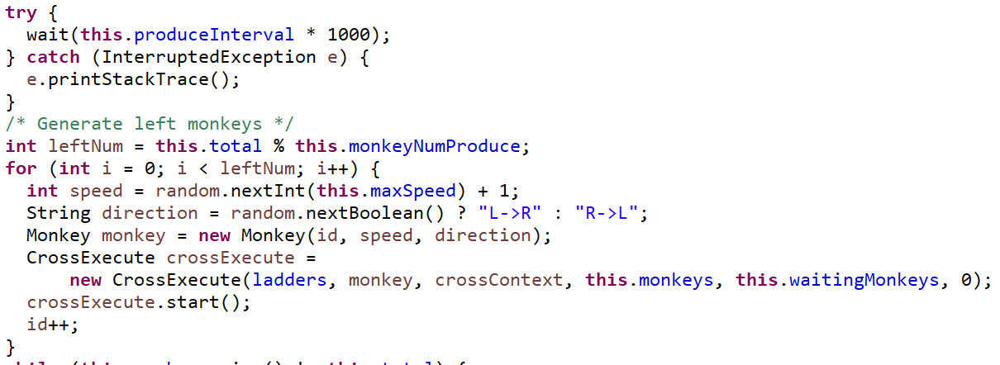 try {
wait(this.produceInterval * 1000);
} catch (InterruptedException e) {
e.printStackTrace();
}
/* Generate left monkeys */
int leftNum = this.total % this.monkeyNumProduce;
for (int i = 0; i < leftNum; i++) {
int speed = random.nextInt(this.maxSpeed) + 1;
String direction = random.nextBoolean() ? "L->R" : "R->L";
Monkey monkey = new Monkey(id, speed, direction);
CrossExecute crossExecute =
new CrossExecute(ladders, monkey, crossContext, this.monkeys, this.waitingMonkeys, 0);
crossExecute.start();
id++;
}